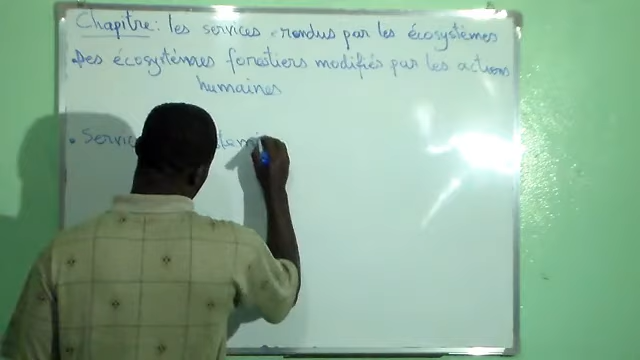 Chapitre: les services rendus par les écosystèmes
Des écosystèmes forestiers modifiés par les actions
humaines